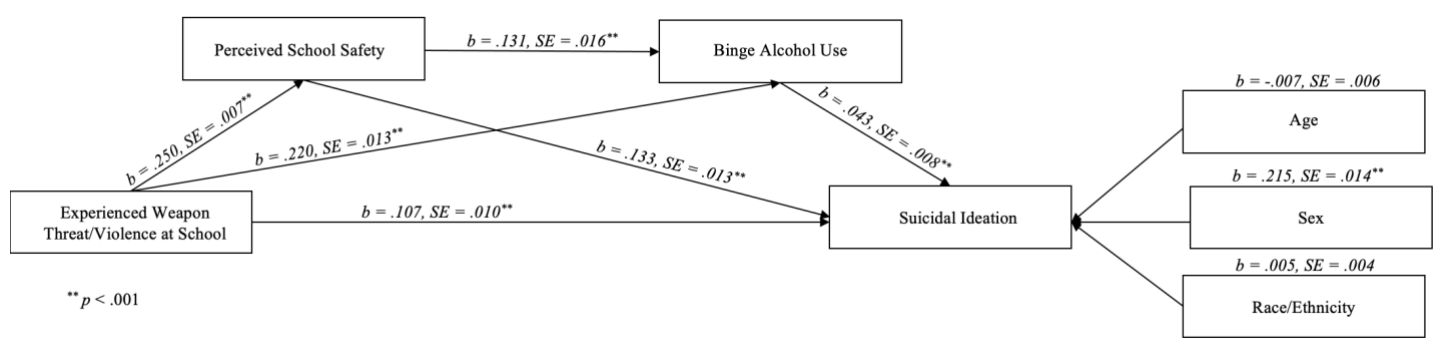 Perceived School Safety
b = .131, SE = .016**
Binge Alcohol Use
b = -.007, SE = .006
Age
b = .250, SE = .007**
b = .220, SE = .013**
b = .133, SE = .013**
b = .043, SE = .008**
b = .215, SE = .014**
Experienced Weapon
Threat/Violence at School
b = .107, SE = .010**
Suicidal Ideation
Sex
b = .005, SE = .004
Race/Ethnicity
**p < .001